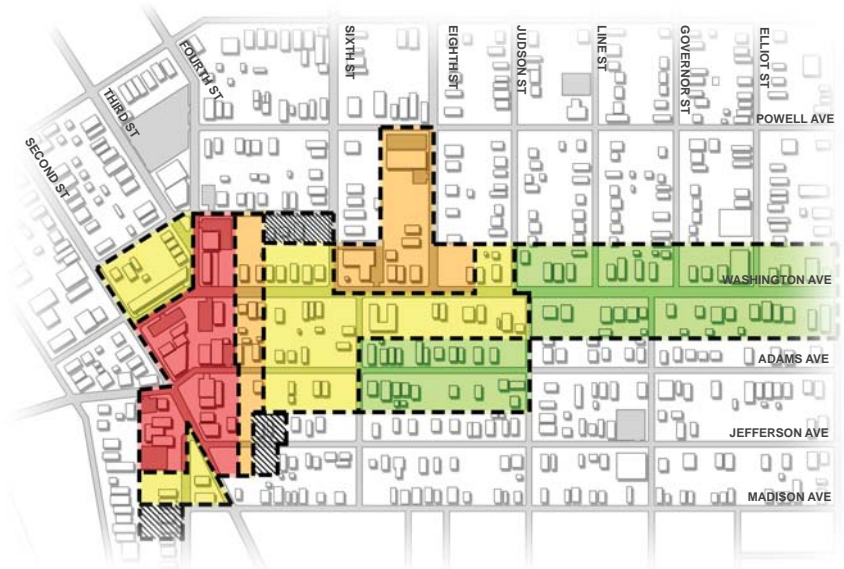 SECOND ST
THIRD ST
FOURTH ST
SIXTH ST
EIGHTH ST
JUDSON ST
LINE ST
GOVERNOR ST
ELLIOT ST
POWELL AVE
WASHINGTON AVE
ADAMS AVE
JEFFERSON AVE
MADISON AVE